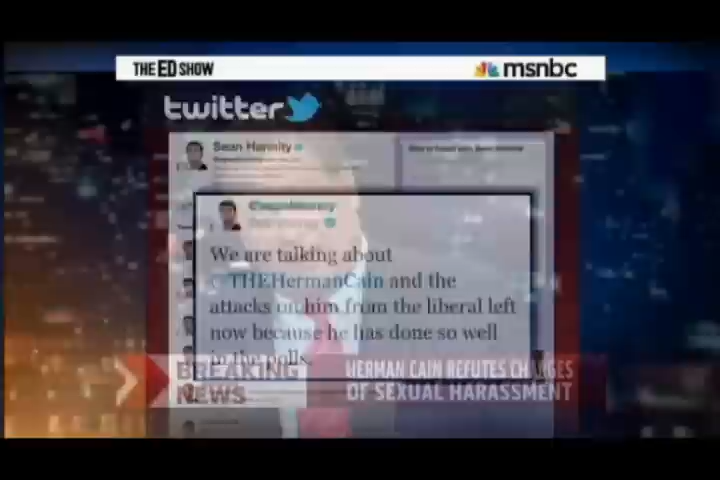 THE ED SHOW
msnbc
twitter
Sean Hannity
We are talking about
@THEHermanCain and the
attacks on him from the liberal left
now because he has done so well
in the polls.
BREAKING
NEWS
HERMAN CAIN REFUTES CHARGES
OF SEXUAL HARASSMENT